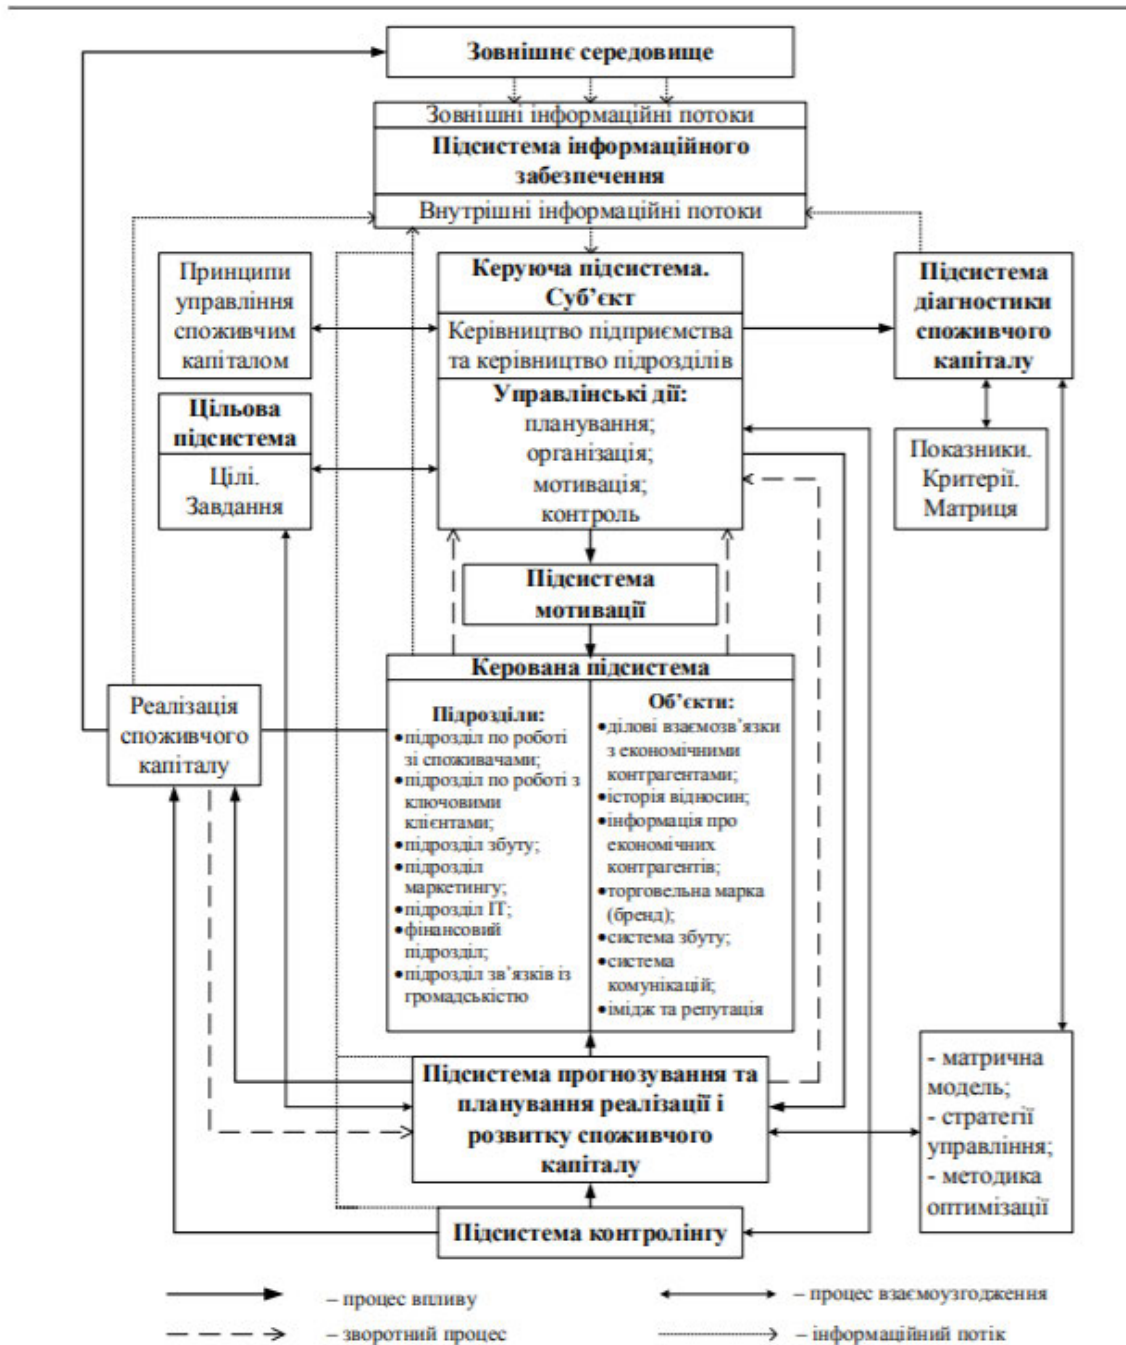 Зовнішнє середовище
Зовнішні інформаційні потоки
Підсистема інформаційного
забезпечення
Внутрішні інформаційні потоки
Принципи
управління
споживчим
капіталом
Керуюча підсистема.
Суб’єкт
Керівництво підприємства
та керівництво підрозділів
Управлінські дії:
планування;
організація;
мотивація;
контроль
Підсистема
діагностики
споживчого
капіталу
Цільова
підсистема
Цілі.
Завдання
Показники.
Критерії.
Матриця
Підсистема
мотивації
Керована підсистема
Реалізація
споживчого
капіталу
Підрозділи:
•підрозділ по роботі
зі споживачами;
•підрозділ по роботі з
ключовими
клієнтами;
•підрозділ збуту;
•підрозділ
маркетингу;
•підрозділ ІТ;
•фінансовий
підрозділ;
•підрозділ зв’язків із
громадськістю
Об’єкти:
•ділові взаємозв’язки
з економічними
контрагентами;
•історія відносин;
•інформація про
економічних
контрагентів;
•торговельна марка
(бренд);
•система збуту;
•система
комунікацій;
•імідж та репутація
Підсистема прогнозування та
планування реалізації і
розвитку споживчого
капіталу
- матрична
модель;
- стратегії
управління;
- методика
оптимізації
Підсистема контролінгу
– процес впливу
– процес взаємоузгодження
– зворотний процес
– інформаційний потік